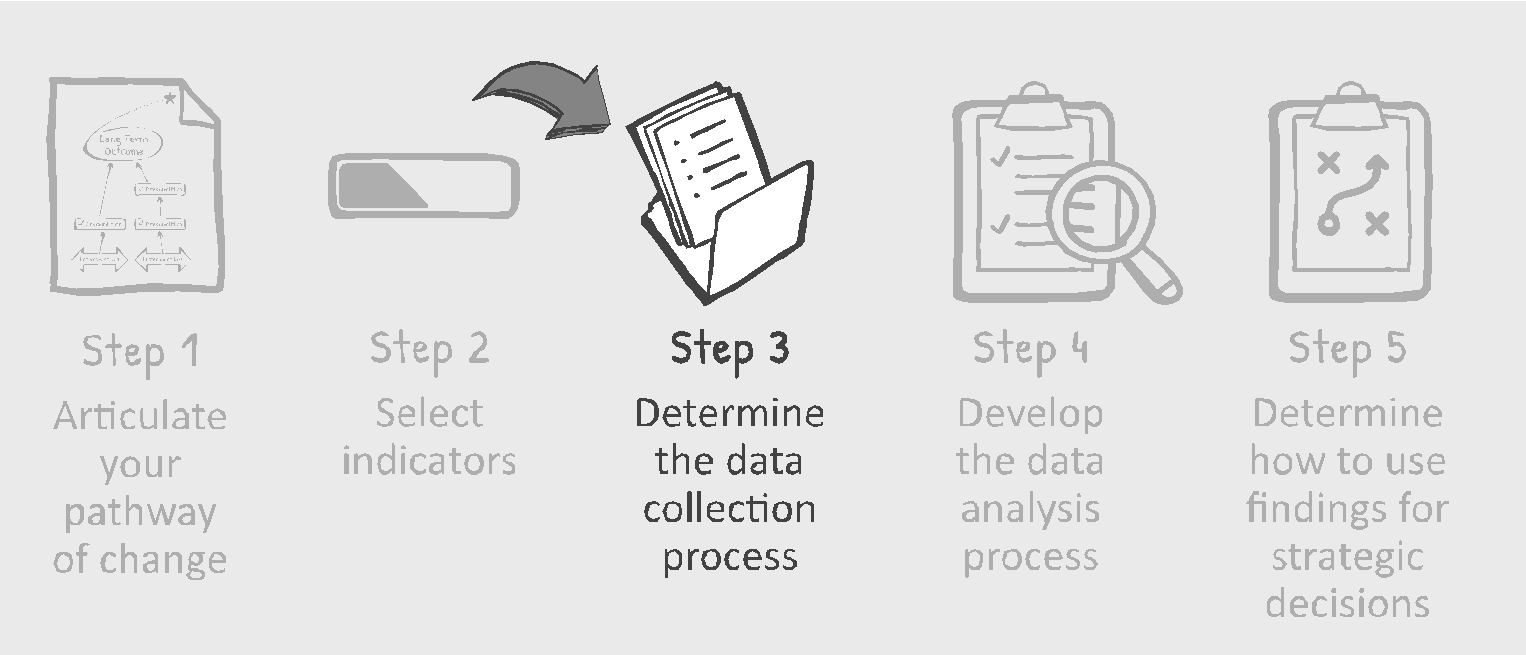 Long Term
Outcome
Step 1
Articulate
your
pathway
of change
Step 2
Select
indicators
Step 3
Determine
the data
collection
process
Step 4
Develop
the data
analysis
process
Step 5
Determine
how to use
findings for
strategic
decisions